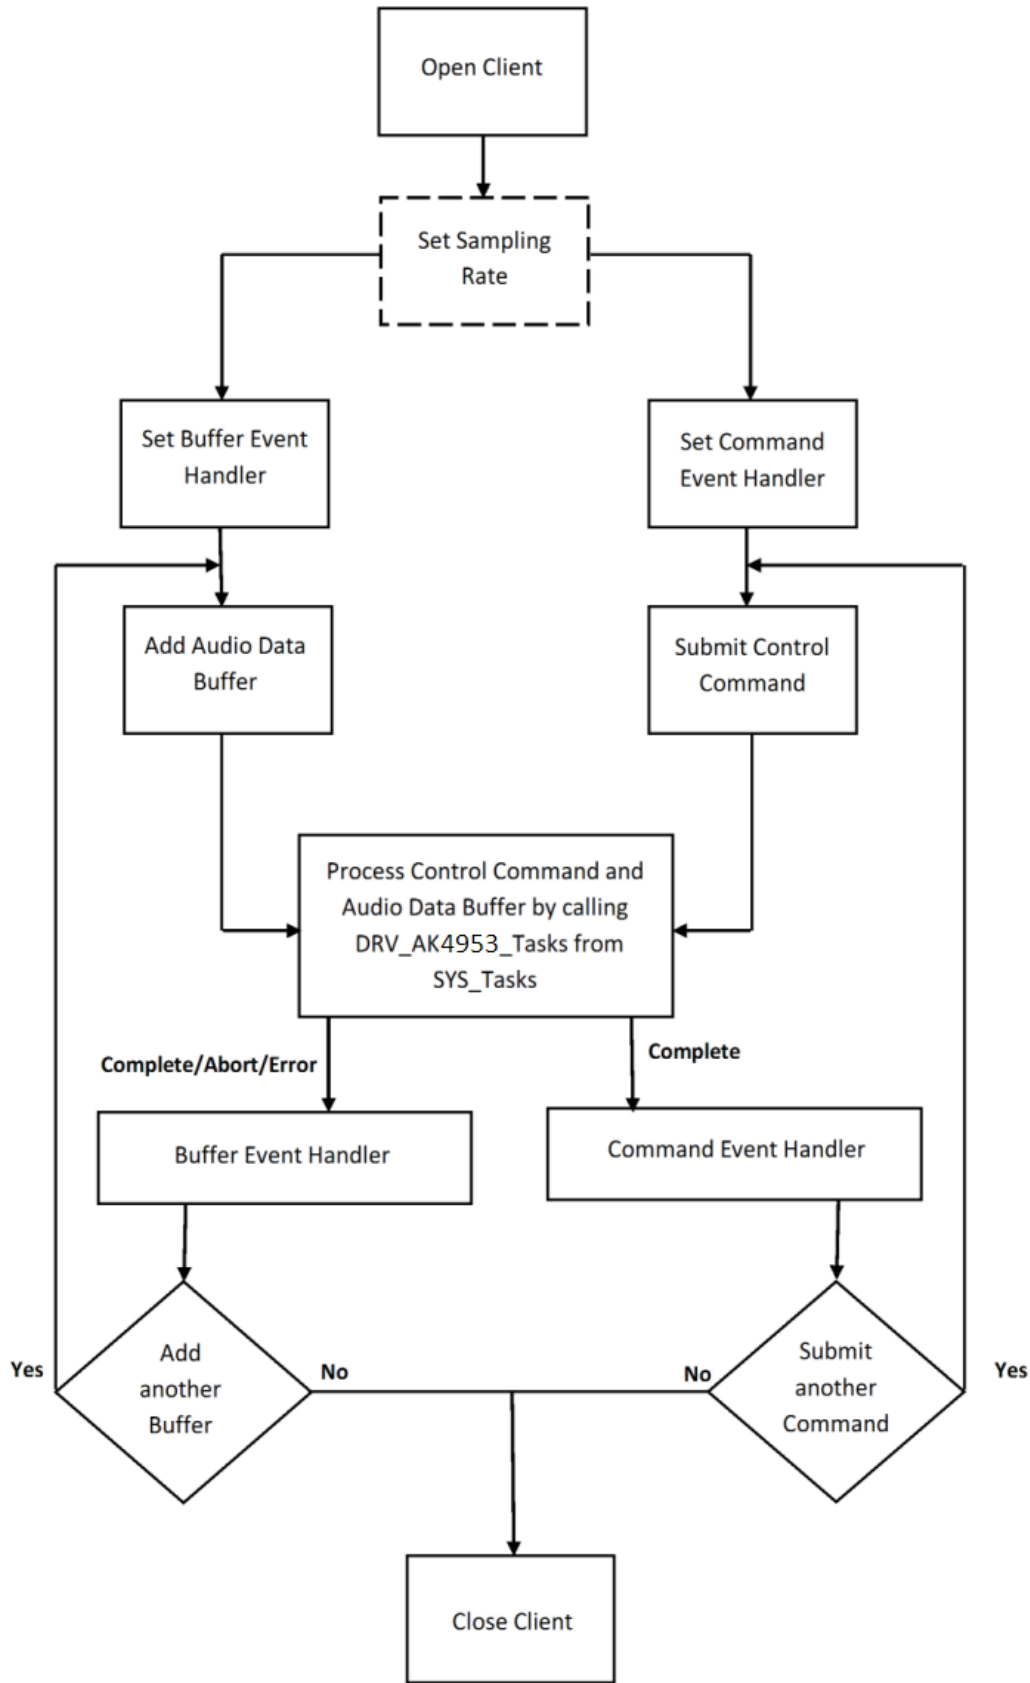 Open Client
Set Sampling
Rate
Set Buffer Event
Handler
Set Command
Event Handler
Add Audio Data
Buffer
Submit Control
Command
Process Control Command and
Audio Data Buffer by calling
DRV_AK4953_Tasks from
SYS_Tasks
Complete/Abort/Error
Complete
Buffer Event Handler
Command Event Handler
Yes
Add
another
Buffer
No
No
Submit
another
Command
Yes
Close Client